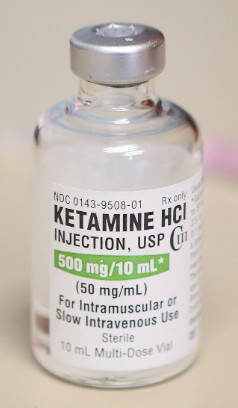 NDC 0143-9508-01 Rx only
KETAMINE HCl
INJECTION, USP CIII
500 mg/10 mL*
(50 mg/mL)
For Intramuscular or
Slow Intravenous Use
Sterile
10 mL Multi-Dose Vial